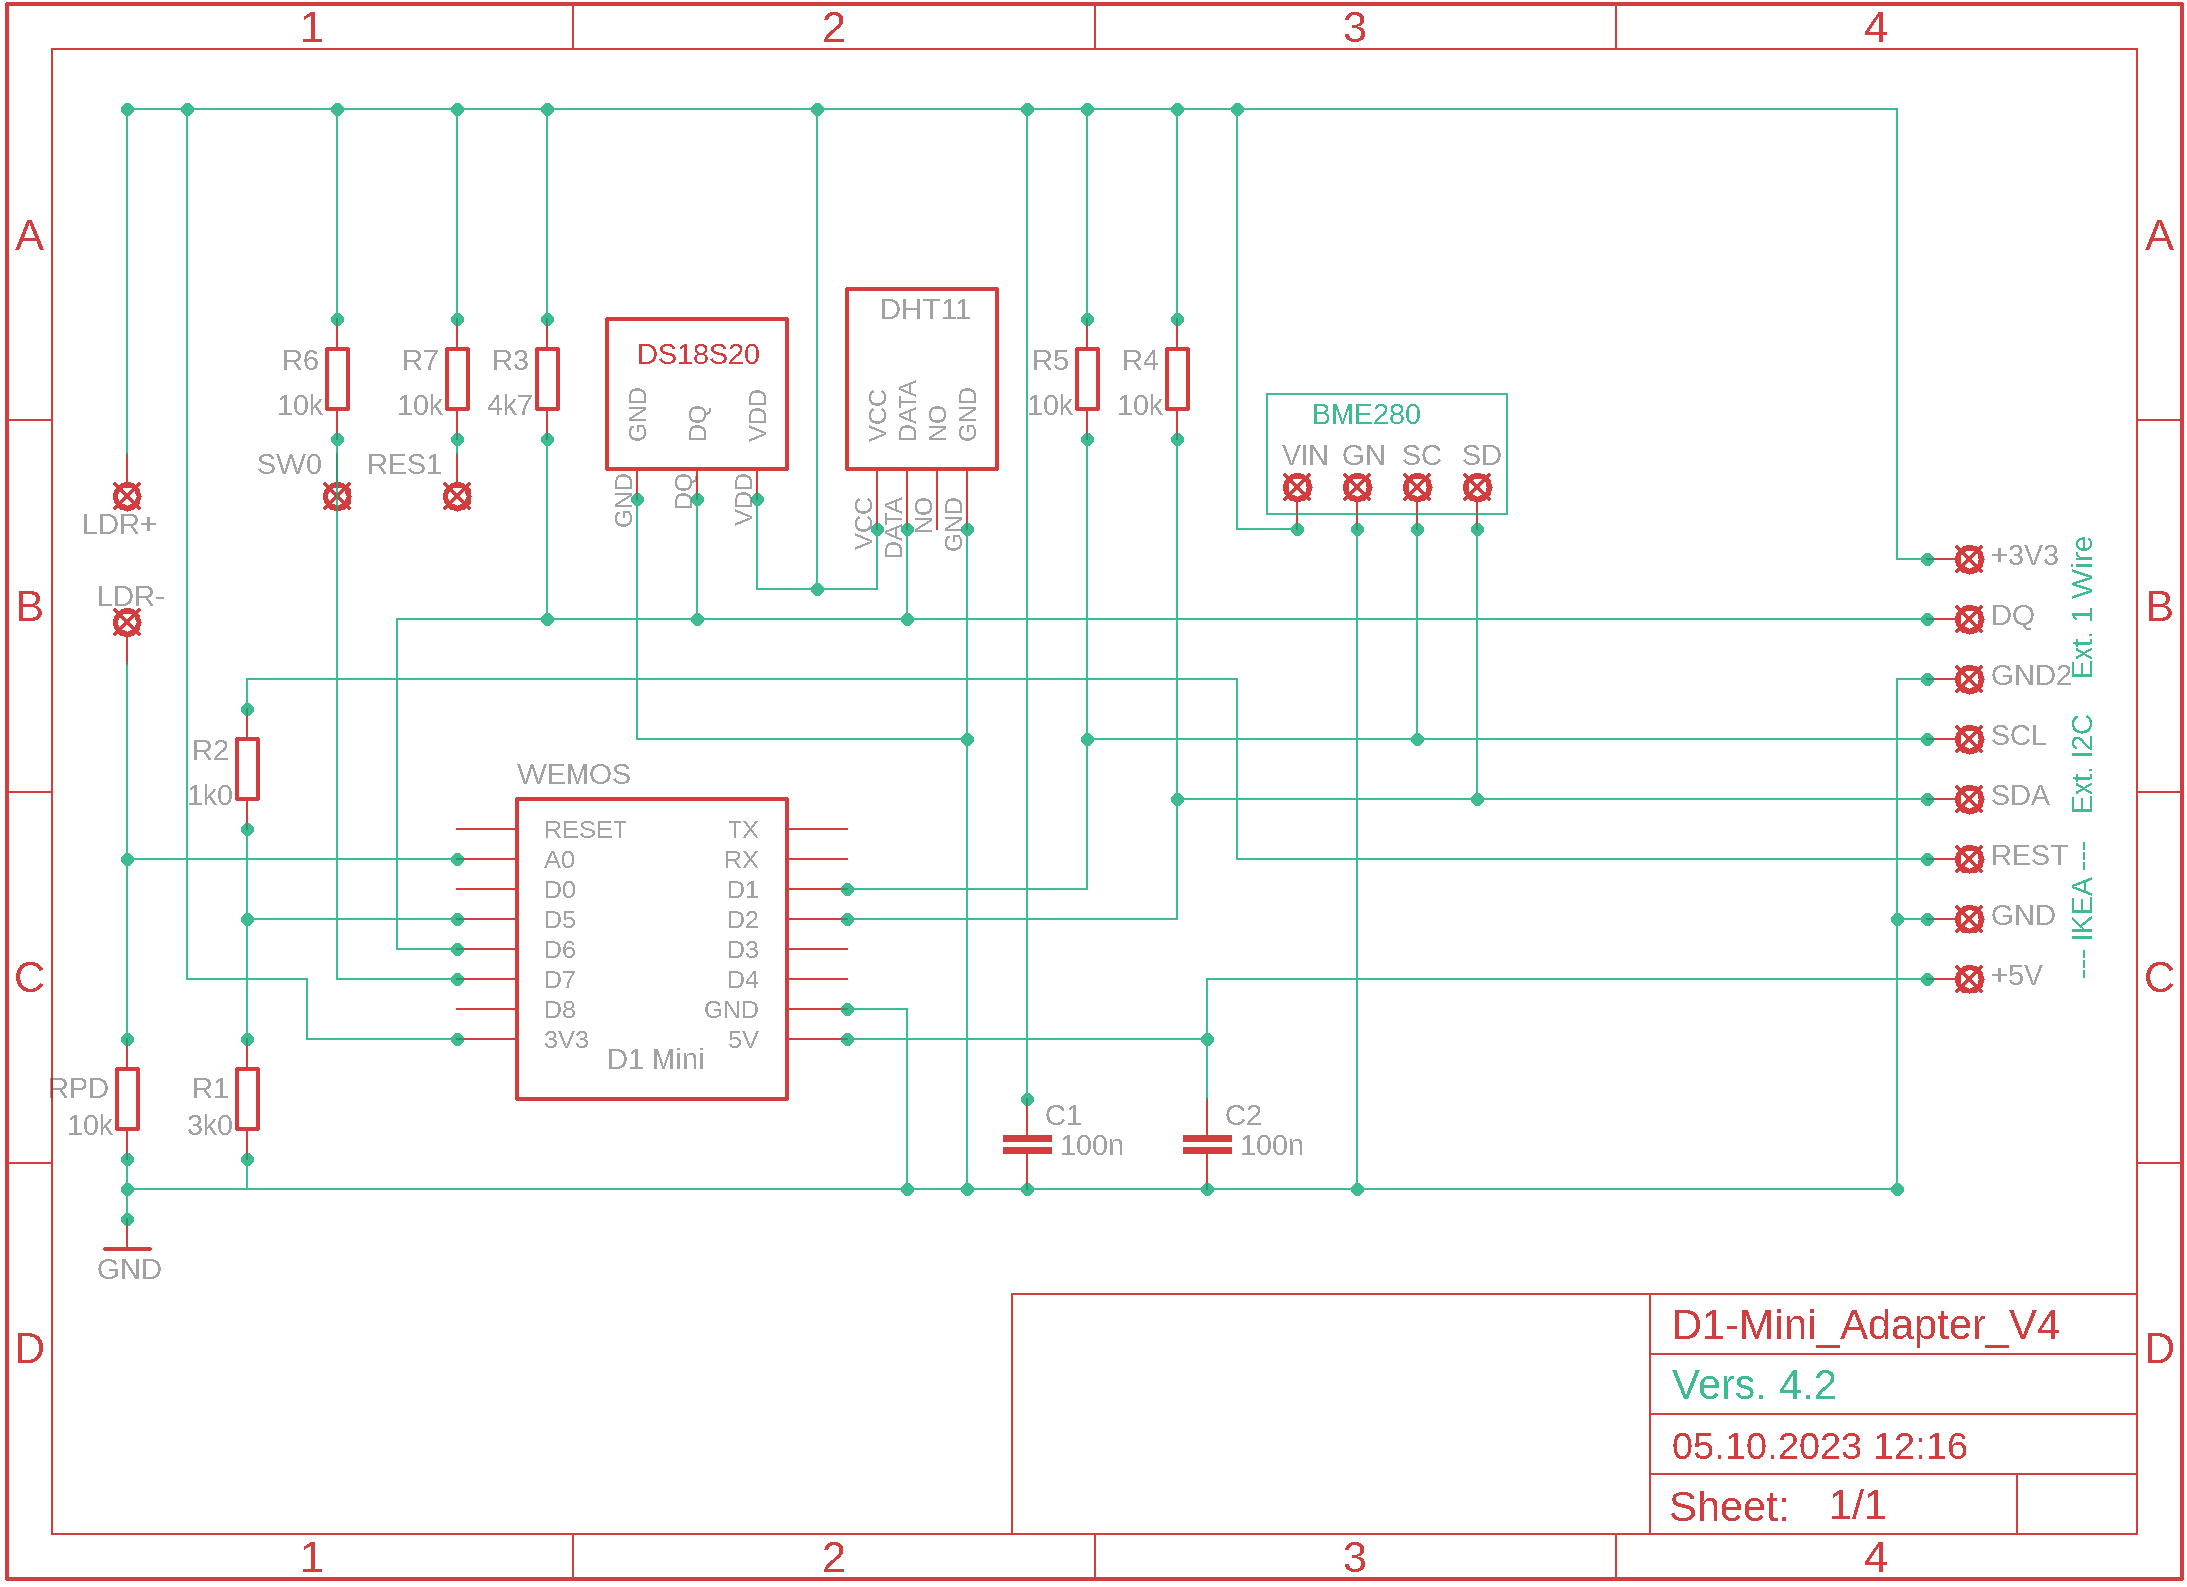 1 2 3 4
A A
DHT11
DS18S20
R6 R7 R3 R5 R4
10k 10k 4k7 10k 10k
GND DQ VDD
VCC DATA NO GND
BME280
VIN GN SC SD
SW0 RES1
GND DQ VDD
VCC DATA NO GND
LDR+
LDR-
B B
+3V3
DQ
GND2
Ext. 1 Wire
SCL
SDA
Ext. I2C
REST
GND
+5V
--- IKEA ---
R2
1k0
WEMOS
RESET TX
A0 RX
D0 D1
D5 D2
D6 D3
D7 D4
D8 GND
3V3 5V
D1 Mini
C C
RPD R1
10k 3k0
C1 C2
100n 100n
GND
D D
D1-Mini_Adapter_V4
Vers. 4.2
05.10.2023 12:16
Sheet: 1/1
1 2 3 4